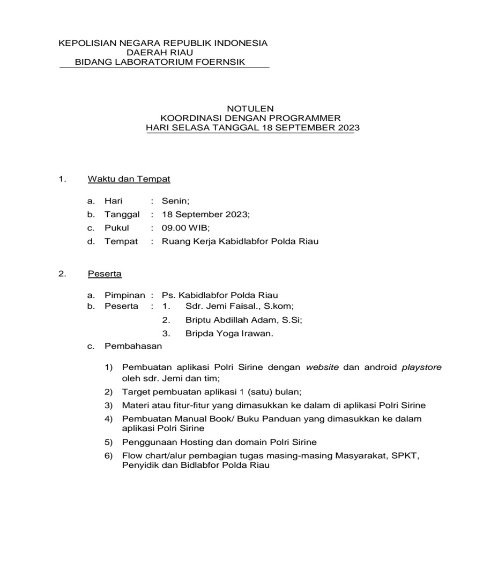 KEPOLISIAN NEGARA REPUBLIK INDONESIA
DAERAH RIAU
BIDANG LABORATORIUM FOERNSIK
NOTULEN
KOORDINASI DENGAN PROGRAMMER
HARI SELASA TANGGAL 18 SEPTEMBER 2023
1. Waktu dan Tempat
a. Hari : Senin;
b. Tanggal : 18 September 2023;
c. Pukul : 09.00 WIB;
d. Tempat : Ruang Kerja Kabidlabfor Polda Riau
2. Peserta
a. Pimpinan : Ps. Kabidlabfor Polda Riau
b. Peserta : 1. Sdr. Jemi Faisal., S.kom;
2. Briptu Abdillah Adam, S.Si;
3. Bripda Yoga Irawan.
c. Pembahasan
1) Pembuatan aplikasi Polri Sirine dengan website dan android playstore
oleh sdr. Jemi dan tim;
2) Target pembuatan aplikasi 1 (satu) bulan;
3) Materi atau fitur-fitur yang dimasukkan ke dalam di aplikasi Polri Sirine
4) Pembuatan Manual Book/ Buku Panduan yang dimasukkan ke dalam
aplikasi Polri Sirine
5) Penggunaan Hosting dan domain Polri Sirine
6) Flow chart/alur pembagian tugas masing-masing Masyarakat, SPKT,
Penyidik dan Bidlabfor Polda Riau